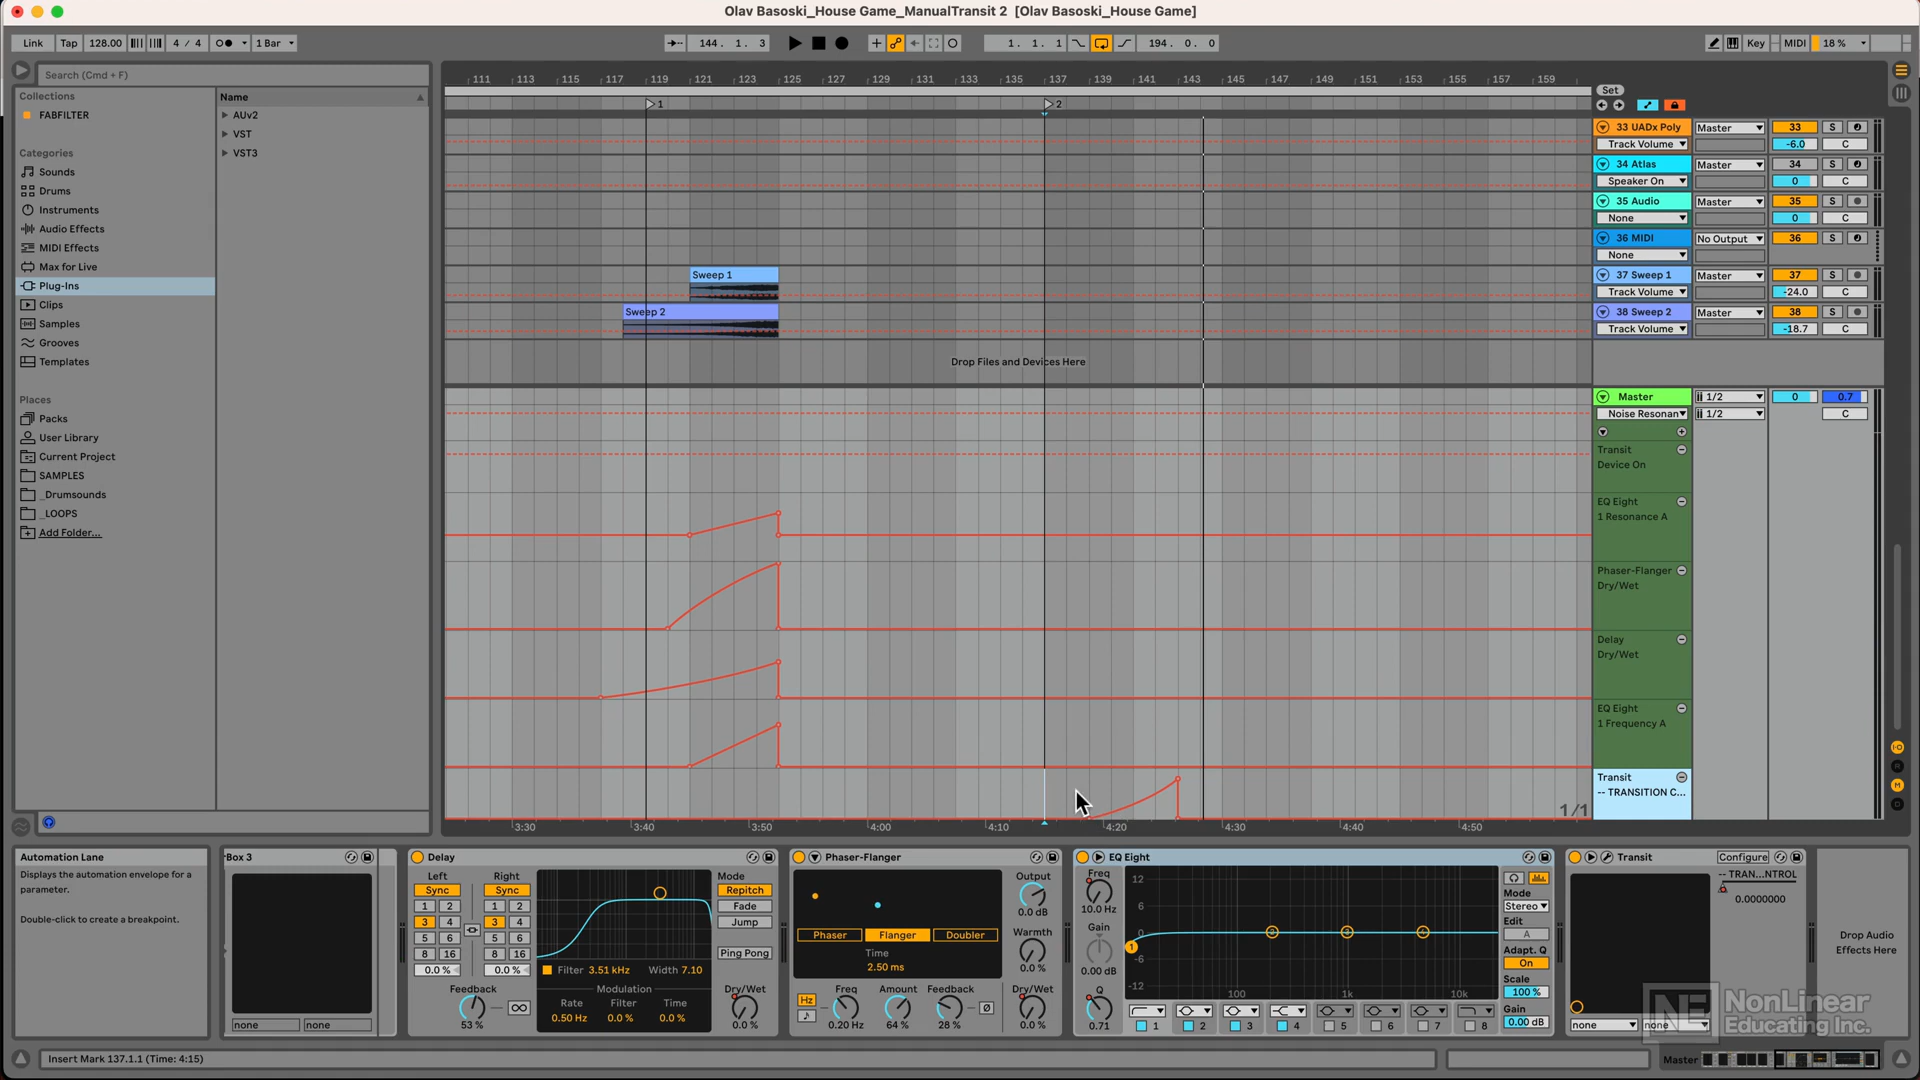 Olav Basoski_House Game_ManualTransit 2 [Olav Basoski_House Game]
Link Tap 128.00 4 / 4 1 Bar 144. 1. 3 1. 1. 1 194. 0. 0 Key MIDI 18 %
Search (Cmd + F)
111 113 115 117 119 121 123 125 127 129 131 133 135 137 139 141 143 145 147 149 151 153 155 157 159
Set
1 2
Collections
FABFILTER
Categories
Sounds
Drums
Instruments
Audio Effects
MIDI Effects
Max for Live
Plug-Ins
Clips
Samples
Grooves
Templates
Places
Packs
User Library
Current Project
SAMPLES
_Drumsounds
_LOOPS
Add Folder...
Name
AUv2
VST
VST3
Sweep 1
Sweep 2
Drop Files and Devices Here
33 UADx Poly Master 33 S
Track Volume -6.0 C
34 Atlas Master 34 S
Speaker On 0 C
35 Audio Master 35 S
None 0 C
36 MIDI No Output 36 S
None
37 Sweep 1 Master 37 S
Track Volume -24.0 C
38 Sweep 2 Master 38 S
Track Volume -18.7 C
Master 1/2 0 0.7
Noise Resonan 1/2 C
Transit
Device On
EQ Eight
1 Resonance A
Phaser-Flanger
Dry/Wet
Delay
Dry/Wet
EQ Eight
1 Frequency A
Transit
-- TRANSITION C...
1/1
3:30 3:40 3:50 4:00 4:10 4:20 4:30 4:40 4:50
Automation Lane
Displays the automation envelope for a
parameter.
Double-click to create a breakpoint.
Box 3
none none
Delay
Left Right
Sync Sync
1 2 1 2
3 4 3 4
5 6 5 6
8 16 8 16
0.0 % 0.0 %
Feedback
53 %
Filter 3.51 kHz Width 7.10
Modulation
Rate Filter Time
0.50 Hz 0.0 % 0.0 %
Mode
Repitch
Fade
Jump
Ping Pong
Dry/Wet
0.0 %
Phaser-Flanger
Phaser Flanger Doubler
Time
2.50 ms
Hz Freq Amount Feedback
0.20 Hz 64 % 28 %
Output
0.0 dB
Warmth
0.0 %
Dry/Wet
0.0 %
EQ Eight
Freq
10.0 Hz
Gain
0.00 dB
Q
0.71
12
6
0
-6
-12
100 1k 10k
1 2 3 4 5 6 7 8
Mode
Stereo
Edit
A
Adapt. Q
On
Scale
100 %
Gain
0.00 dB
Transit Configure
-- TRAN...NTROL
0.0000000
none none
Drop Audio
Effects Here
NonLinear
Educating Inc.
Insert Mark 137.1.1 (Time: 4:15)
Master